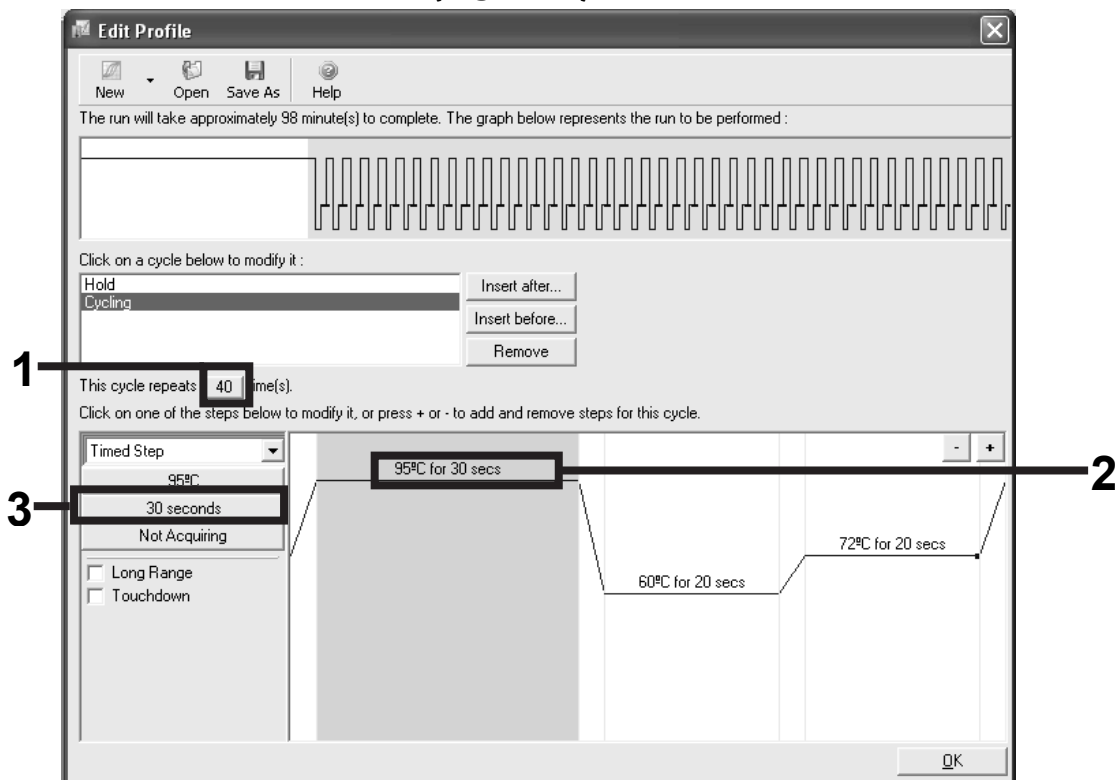 Edit Profile
New Open Save As Help
The run will take approximately 98 minute(s) to complete. The graph below represents the run to be performed :
Click on a cycle below to modify it :
Hold
Cycling
Insert after...
Insert before...
Remove
1
This cycle repeats 40 ime(s).
Click on one of the steps below to modify it, or press + or - to add and remove steps for this cycle.
Timed Step
- +
95ºC for 30 secs
2
95ºC
3
30 seconds
Not Acquiring
72ºC for 20 secs
Long Range
60ºC for 20 secs
Touchdown
OK